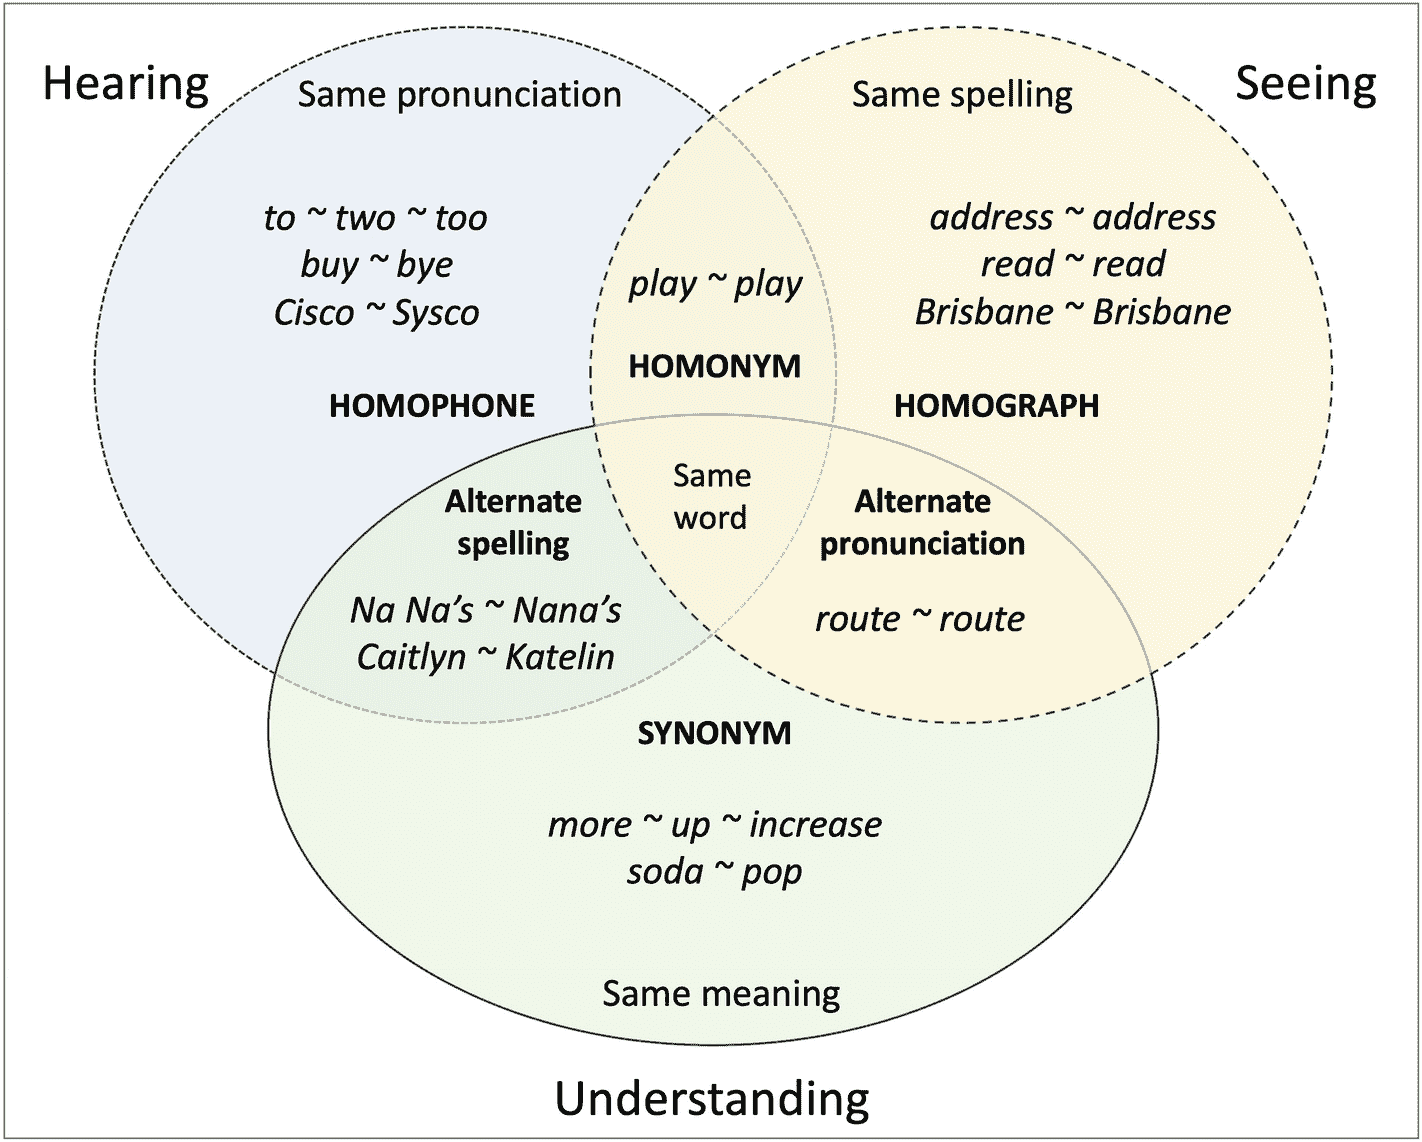 Hearing
Seeing
Same pronunciation
Same spelling
to ~ two ~ too
buy ~ bye
Cisco ~ Sysco
play ~ play
address ~ address
read ~ read
Brisbane ~ Brisbane
HOMONYM
HOMOPHONE
HOMOGRAPH
Alternate
spelling
Same
word
Alternate
pronunciation
Na Na’s ~ Nana’s
Caitlyn ~ Katelin
route ~ route
SYNONYM
more ~ up ~ increase
soda ~ pop
Same meaning
Understanding